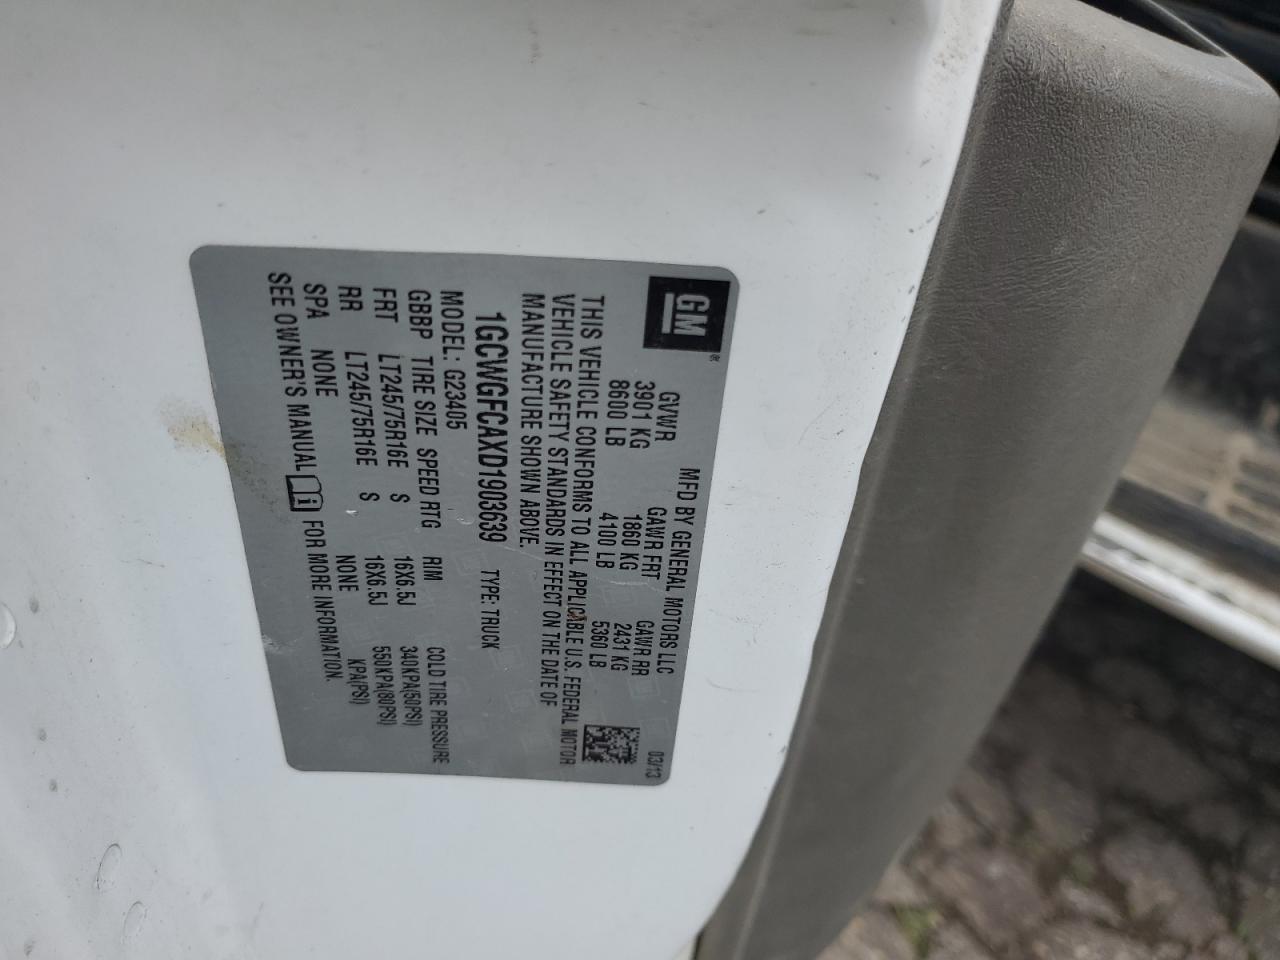 GM®
MFD BY GENERAL MOTORS LLC 03/13
GVWR GAWR FRT GAWR RR
3901 KG 1860 KG 2431 KG
8600 LB 4100 LB 5360 LB
THIS VEHICLE CONFORMS TO ALL APPLICABLE U.S. FEDERAL MOTOR
VEHICLE SAFETY STANDARDS IN EFFECT ON THE DATE OF
MANUFACTURE SHOWN ABOVE.
1GCWGFCAXD1903639 TYPE: TRUCK
MODEL: G23405
GBBP TIRE SIZE SPEED RTG RIM COLD TIRE PRESSURE
FRT LT245/75R16E S 16X6.5J 340KPA(50PSI)
RR LT245/75R16E S 16X6.5J 550KPA(80PSI)
SPA NONE NONE KPA(PSI)
SEE OWNER'S MANUAL i FOR MORE INFORMATION.